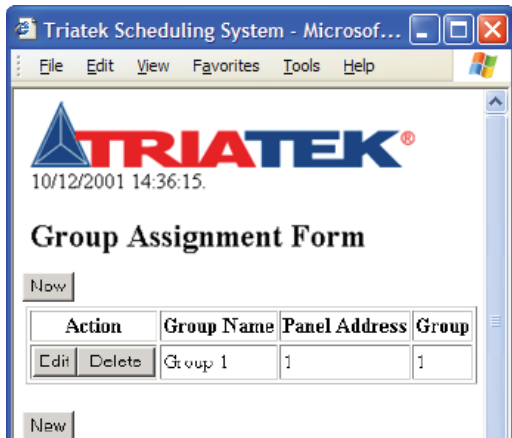 Triatek Scheduling System - Microsof...
File Edit View Favorites Tools Help
TRIATEK®
10/12/2001 14:36:15.
Group Assignment Form
New
Action Group Name Panel Address Group
Edit Delete Group 1 1 1
New